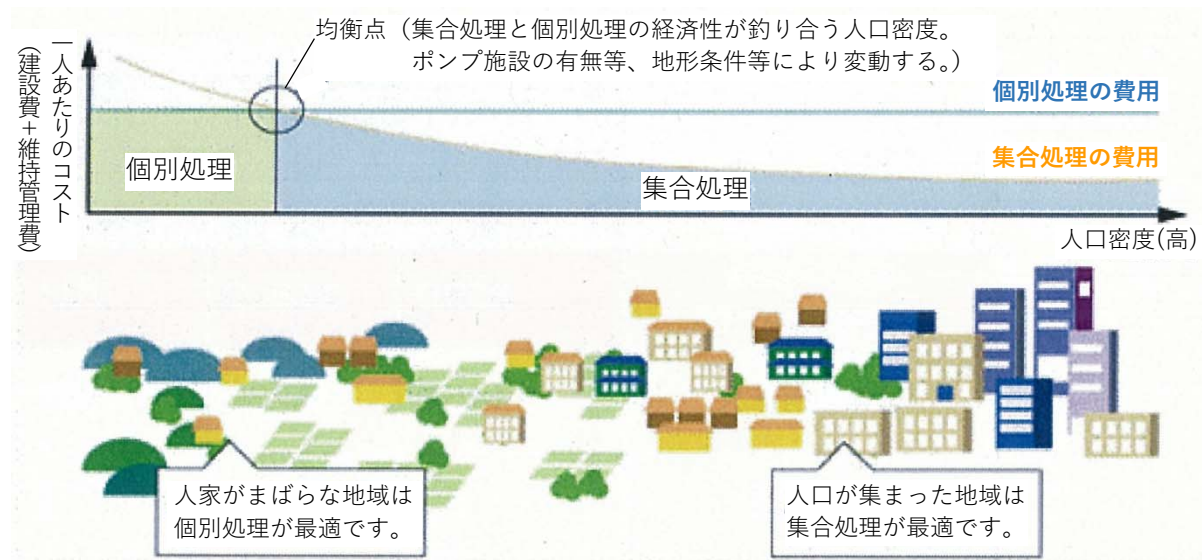 均衡点（集合処理と個別処理の経済性が釣り合う人口密度。
ポンプ施設の有無等、地形条件等により変動する。）
一人あたりのコスト
（建設費＋維持管理費）
個別処理の費用
集合処理の費用
個別処理
集合処理
人口密度(高)
人家がまばらな地域は
個別処理が最適です。
人口が集まった地域は
集合処理が最適です。